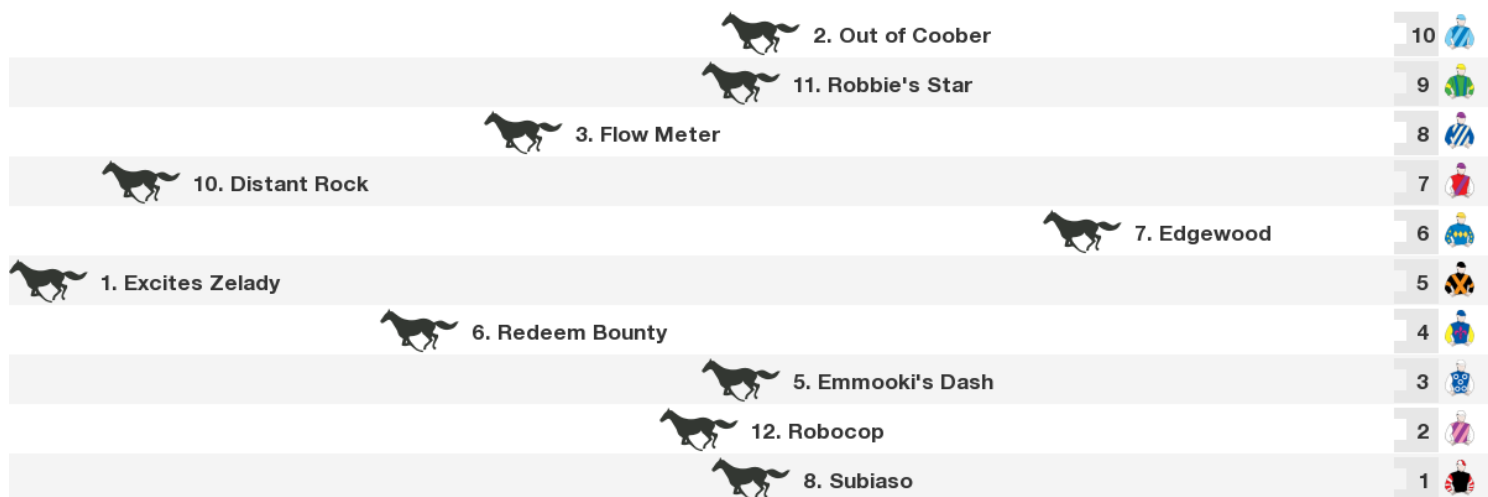 2. Out of Coober 10
11. Robbie's Star 9
3. Flow Meter 8
10. Distant Rock 7
7. Edgewood 6
1. Excites Zelady 5
6. Redeem Bounty 4
5. Emmooki's Dash 3
12. Robocop 2
8. Subiaso 1